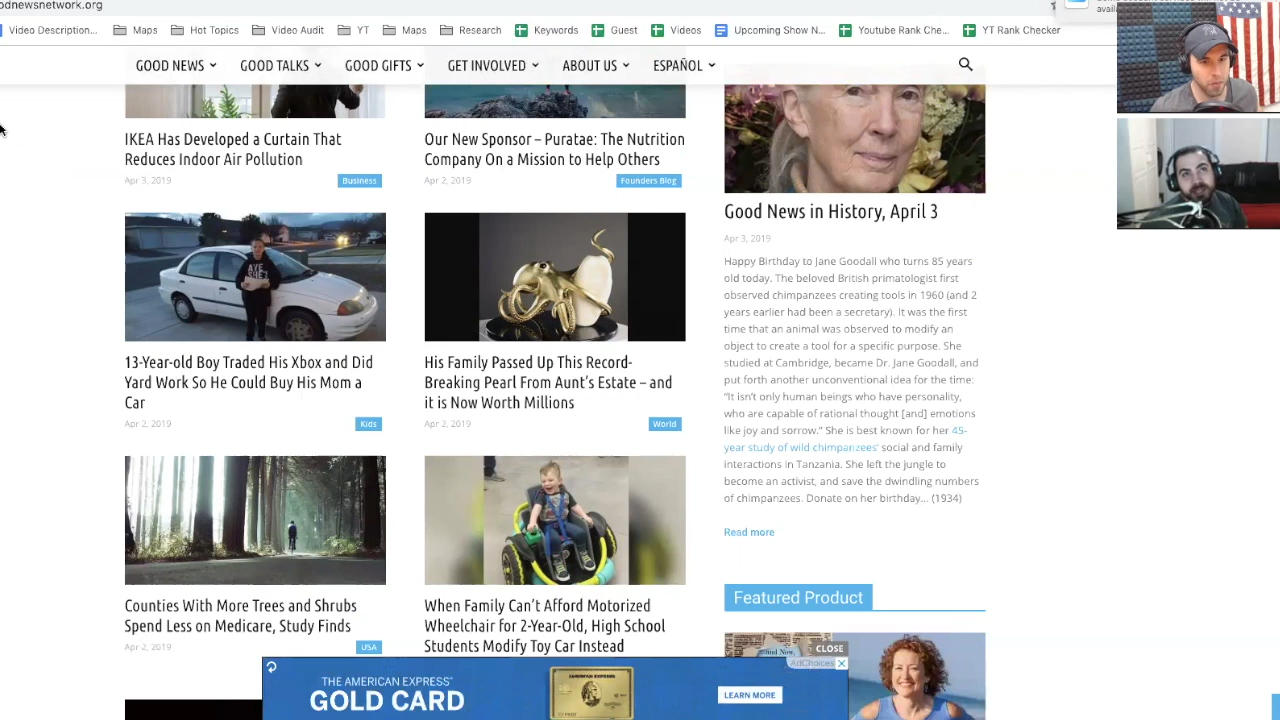 odnewsnetwork.org
Video Description...
Maps
Hot Topics
Video Audit
YT
Maps
Research
Keywords
Guest
Videos
Upcoming Show N...
Youtube Rank Che...
YT Rank Checker
GOOD NEWS
GOOD TALKS
GOOD GIFTS
GET INVOLVED
ABOUT US
ESPAÑOL
IKEA Has Developed a Curtain That
Reduces Indoor Air Pollution
Apr 3, 2019
Business
Our New Sponsor – Puratae: The Nutrition
Company On a Mission to Help Others
Apr 2, 2019
Founders Blog
13-Year-old Boy Traded His Xbox and Did
Yard Work So He Could Buy His Mom a
Car
Apr 2, 2019
Kids
His Family Passed Up This Record-
Breaking Pearl From Aunt's Estate – and
it is Now Worth Millions
Apr 2, 2019
World
Counties With More Trees and Shrubs
Spend Less on Medicare, Study Finds
Apr 2, 2019
USA
When Family Can't Afford Motorized
Wheelchair for 2-Year-Old, High School
Students Modify Toy Car Instead
Good News in History, April 3
Apr 3, 2019
Happy Birthday to Jane Goodall who turns 85 years
old today. The beloved British primatologist first
observed chimpanzees creating tools in 1960 (and 2
years earlier had been a secretary). It was the first
time that an animal was observed to modify an
object to create a tool for a specific purpose. She
studied at Cambridge, became Dr. Jane Goodall, and
put forth another unconventional idea for the time:
"It isn't only human beings who have personality,
who are capable of rational thought [and] emotions
like joy and sorrow." She is best known for her 45-
year study of wild chimpanzees' social and family
interactions in Tanzania. She left the jungle to
become an activist, and save the dwindling numbers
of chimpanzees. Donate on her birthday... (1934)
Read more
Featured Product
CLOSE
AdChoices
THE AMERICAN EXPRESS
GOLD CARD
LEARN MORE